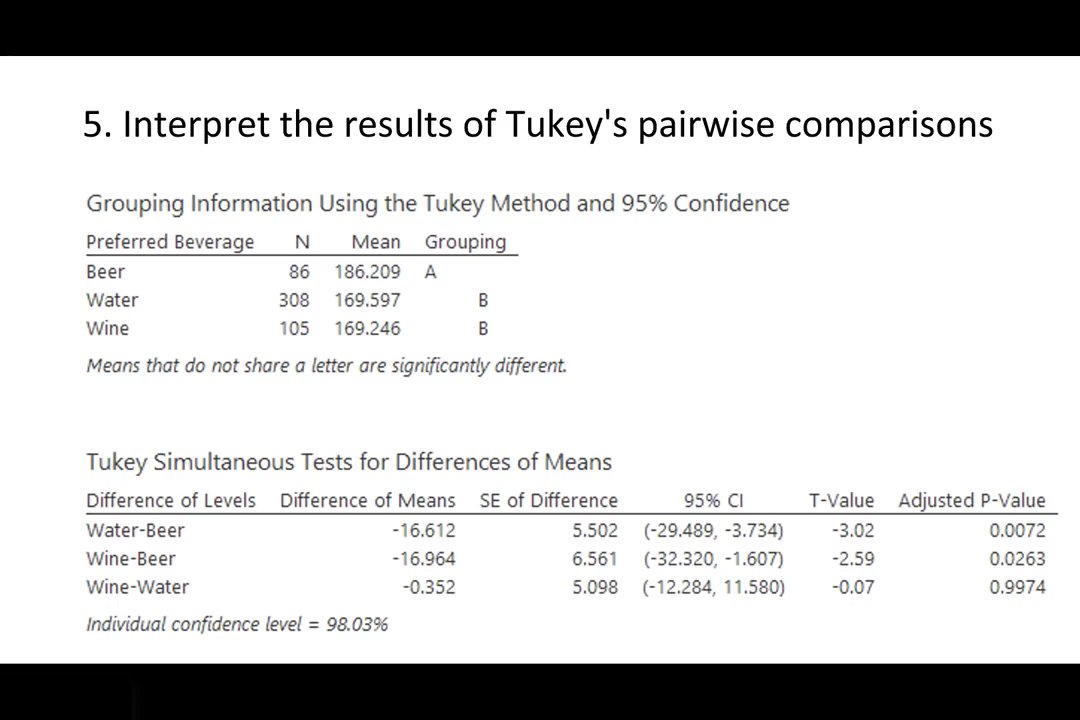 5. Interpret the results of Tukey's pairwise comparisons
Grouping Information Using the Tukey Method and 95% Confidence
Preferred Beverage N Mean Grouping
Beer 86 186.209 A
Water 308 169.597 B
Wine 105 169.246 B
Means that do not share a letter are significantly different.
Tukey Simultaneous Tests for Differences of Means
Difference of Levels Difference of Means SE of Difference 95% CI T-Value Adjusted P-Value
Water-Beer -16.612 5.502 (-29.489, -3.734) -3.02 0.0072
Wine-Beer -16.964 6.561 (-32.320, -1.607) -2.59 0.0263
Wine-Water -0.352 5.098 (-12.284, 11.580) -0.07 0.9974
Individual confidence level = 98.03%